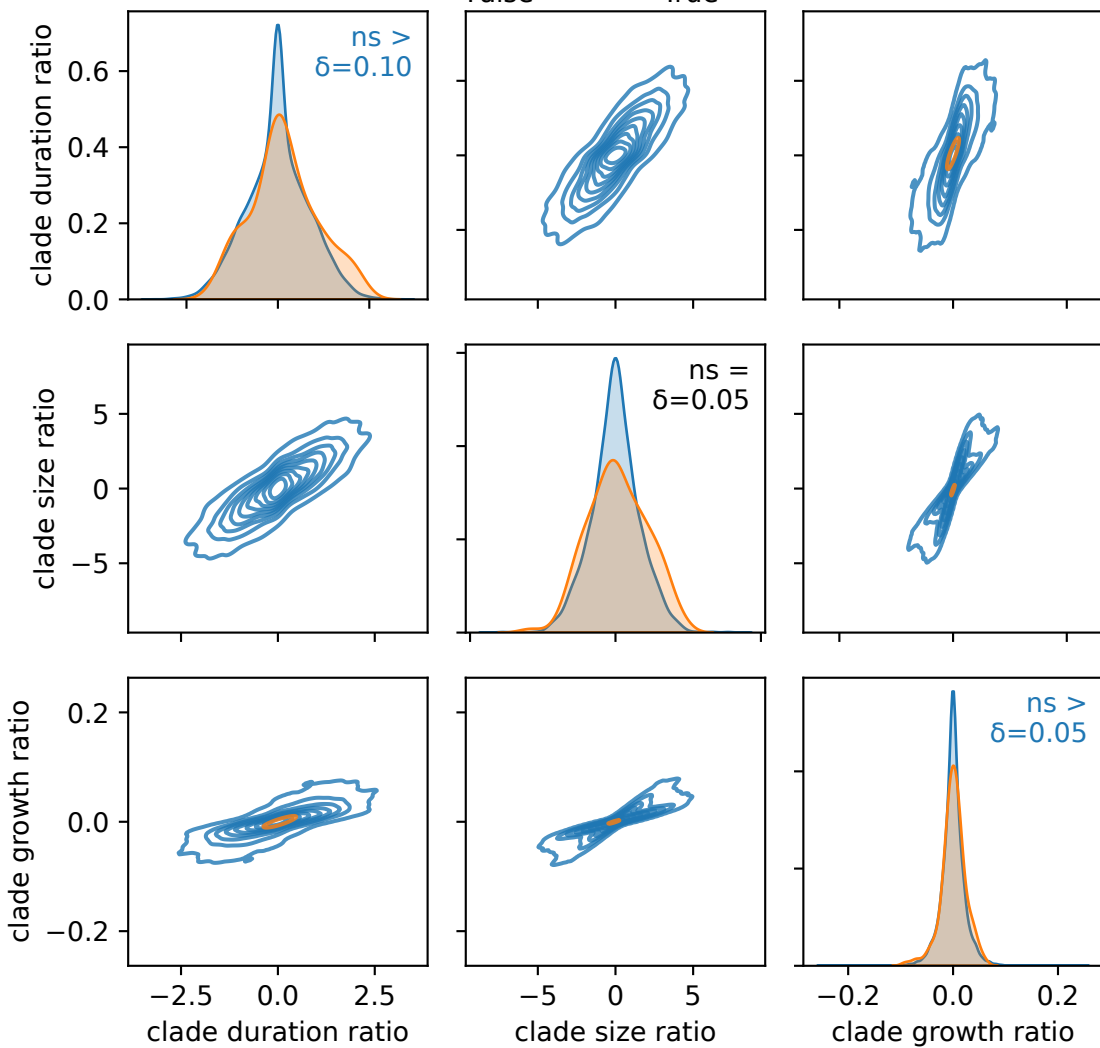 True
clade duration ratio
0.6
0.4
0.2
0.0
ns >
δ=0.10
clade size ratio
5
0
−5
ns =
δ=0.05
clade growth ratio
0.2
0.0
−0.2
ns >
δ=0.05
−2.5 0.0 2.5
−5 0 5
−0.2 0.0 0.2
clade duration ratio
clade size ratio
clade growth ratio